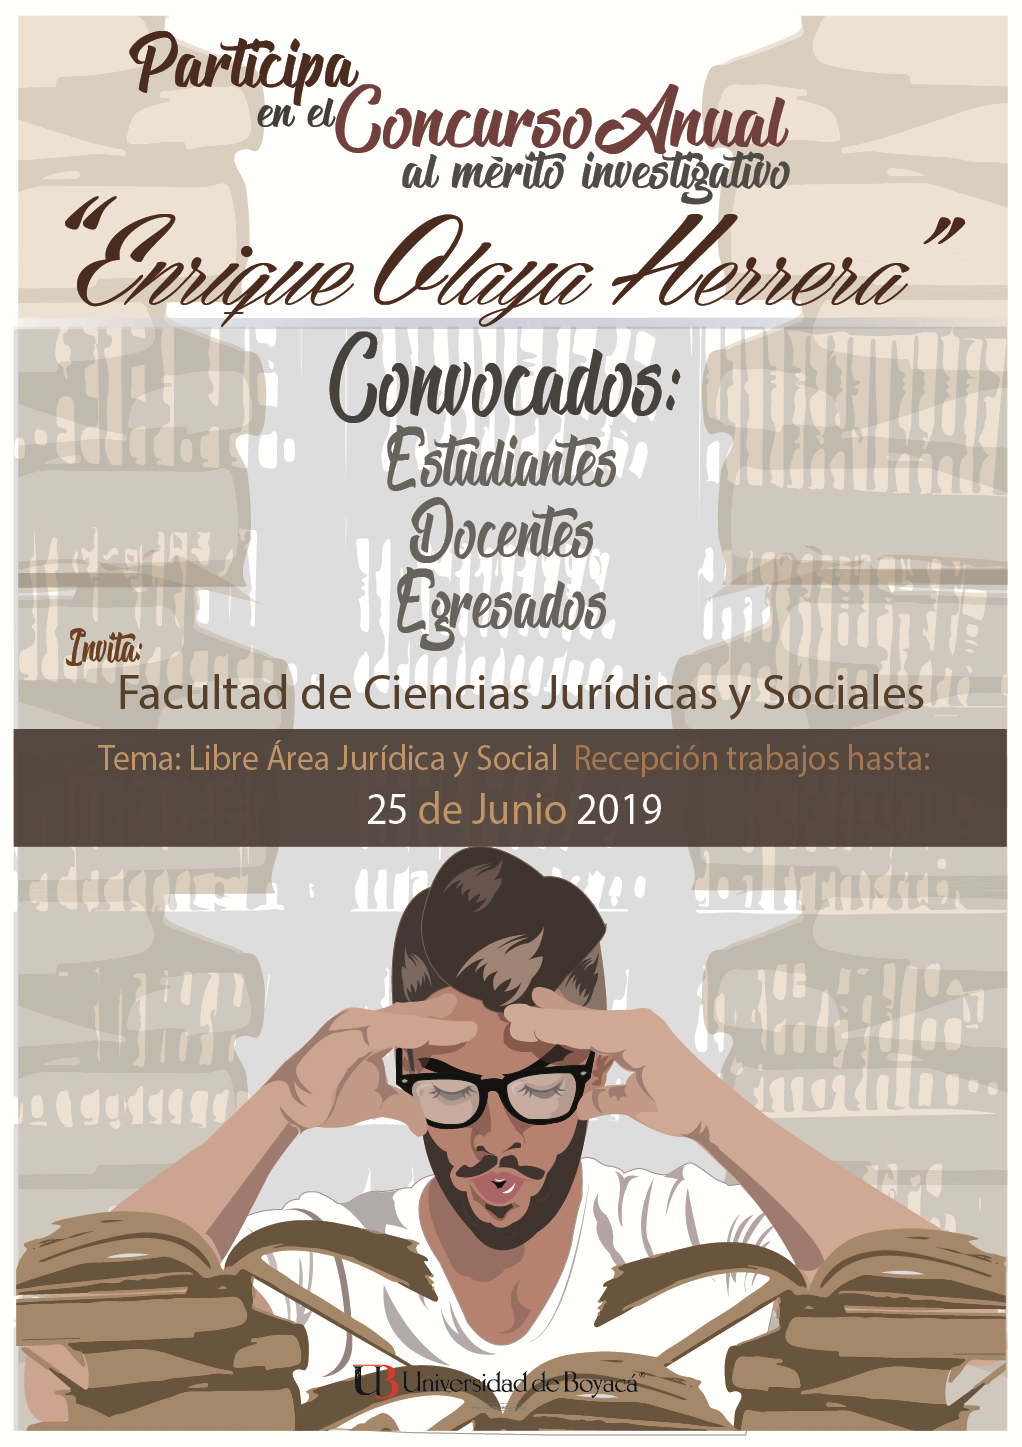 Participa
en el Concurso Anual
al mérito investigativo
“Enrique Olaya Herrera”
Convocados:
Estudiantes
Docentes
Egresados
Invita:
Facultad de Ciencias Jurídicas y Sociales
Tema: Libre Área Jurídica y Social Recepción trabajos hasta:
25 de Junio 2019
UB Universidad de Boyacá®